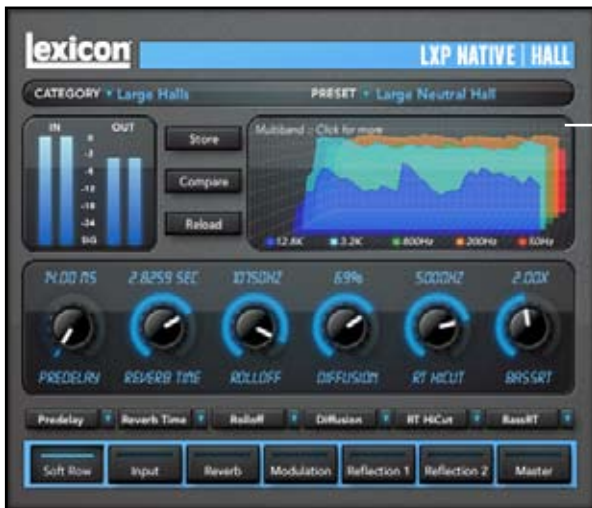 lexicon
LXP NATIVE | HALL
CATEGORY Large Halls PRESET Large Neutral Hall
IN OUT
0
-2
-4
-12
-18
-24
SIG
Store
Compare
Reload
Multiband :: Click for more
12.8K 3.2K 800Hz 200Hz 50Hz
14.00 MS 2.8259 SEC 10750HZ 69% 5000HZ 2.00X
PREDELAY REVERB TIME ROLLOFF DIFFUSION RT HICUT BASSRT
Predelay Reverb Time Rolloff Diffusion RT HiCut BassRT
Soft Row Input Reverb Modulation Reflection 1 Reflection 2 Master